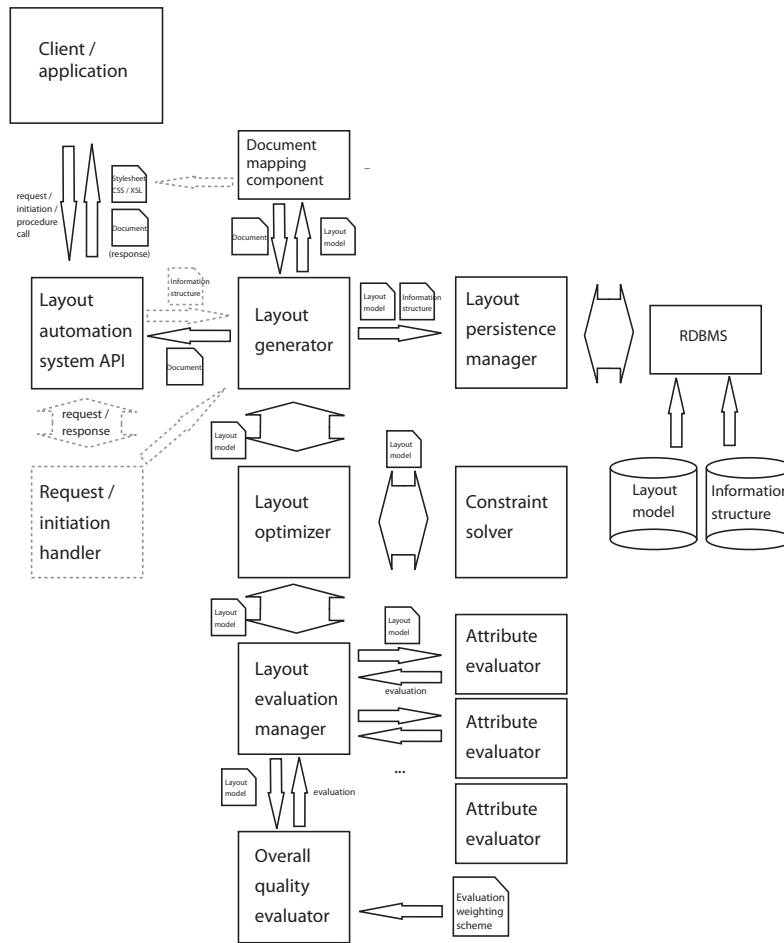 Client /
application
Document
mapping
component
...
Stylesheet
CSS / XSL
request /
initiation /
procedure
call
Document
(response)
Document
Layout
model
Information
structure
Layout
automation
system API
Layout
generator
Layout
model
Information
structure
Layout
persistence
manager
RDBMS
Document
request /
response
Layout
model
Layout
model
Request /
initiation
handler
Layout
optimizer
Constraint
solver
Layout
model
Information
structure
Layout
model
Layout
model
Attribute
evaluator
Layout
evaluation
manager
evaluation
Attribute
evaluator
...
Layout
model
evaluation
Attribute
evaluator
Overall
quality
evaluator
Evaluation
weighting
scheme